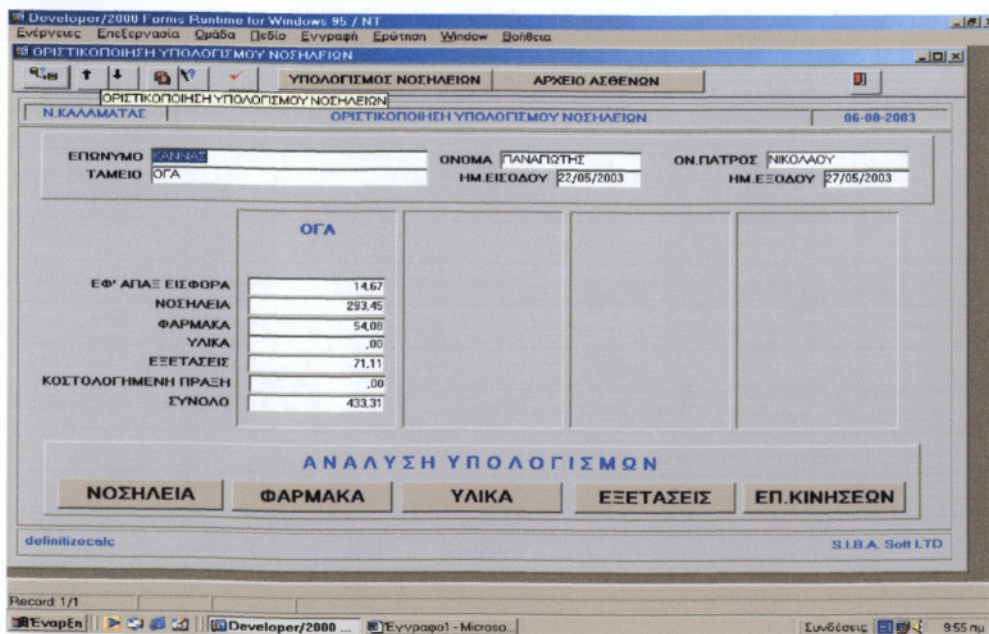 Developer/2000 Forms Runtime for Windows 95 / NT
Ενέργειες Επεξεργασία Ομάδα Πεδίο Εγγραφή Ερώτηση Window Βοήθεια
ΟΡΙΣΤΙΚΟΠΟΙΗΣΗ ΥΠΟΛΟΓΙΣΜΟΥ ΝΟΣΗΛΕΙΩΝ
ΥΠΟΛΟΓΙΣΜΟΣ ΝΟΣΗΛΕΙΩΝ ΑΡΧΕΙΟ ΑΣΘΕΝΩΝ
ΟΡΙΣΤΙΚΟΠΟΙΗΣΗ ΥΠΟΛΟΓΙΣΜΟΥ ΝΟΣΗΛΕΙΩΝ
Ν.ΚΑΛΑΜΑΤΑΣ ΟΡΙΣΤΙΚΟΠΟΙΗΣΗ ΥΠΟΛΟΓΙΣΜΟΥ ΝΟΣΗΛΕΙΩΝ 06-08-2003
ΕΠΩΝΥΜΟ ΚΑΝΝΑΣ ΟΝΟΜΑ ΠΑΝΑΓΙΩΤΗΣ ΟΝ.ΠΑΤΡΟΣ ΝΙΚΟΛΑΟΥ
ΤΑΜΕΙΟ ΟΓΑ ΗΜ.ΕΙΣΟΔΟΥ 22/05/2003 ΗΜ.ΕΞΟΔΟΥ 27/05/2003
ΟΓΑ
ΕΦ' ΑΠΑΞ ΕΙΣΦΟΡΑ 14,67
ΝΟΣΗΛΕΙΑ 293,45
ΦΑΡΜΑΚΑ 54,08
ΥΛΙΚΑ ,00
ΕΞΕΤΑΣΕΙΣ 71,11
ΚΟΣΤΟΛΟΓΗΜΕΝΗ ΠΡΑΞΗ ,00
ΣΥΝΟΛΟ 433,31
ΑΝΑΛΥΣΗ ΥΠΟΛΟΓΙΣΜΩΝ
ΝΟΣΗΛΕΙΑ ΦΑΡΜΑΚΑ ΥΛΙΚΑ ΕΞΕΤΑΣΕΙΣ ΕΠ.ΚΙΝΗΣΕΩΝ
definitizecalc S.I.B.A. Soft LTD
Record: 1/1
Έναρξη Developer/2000 ... Έγγραφο1 - Microso... Συνδέσεις 9:55 πμ